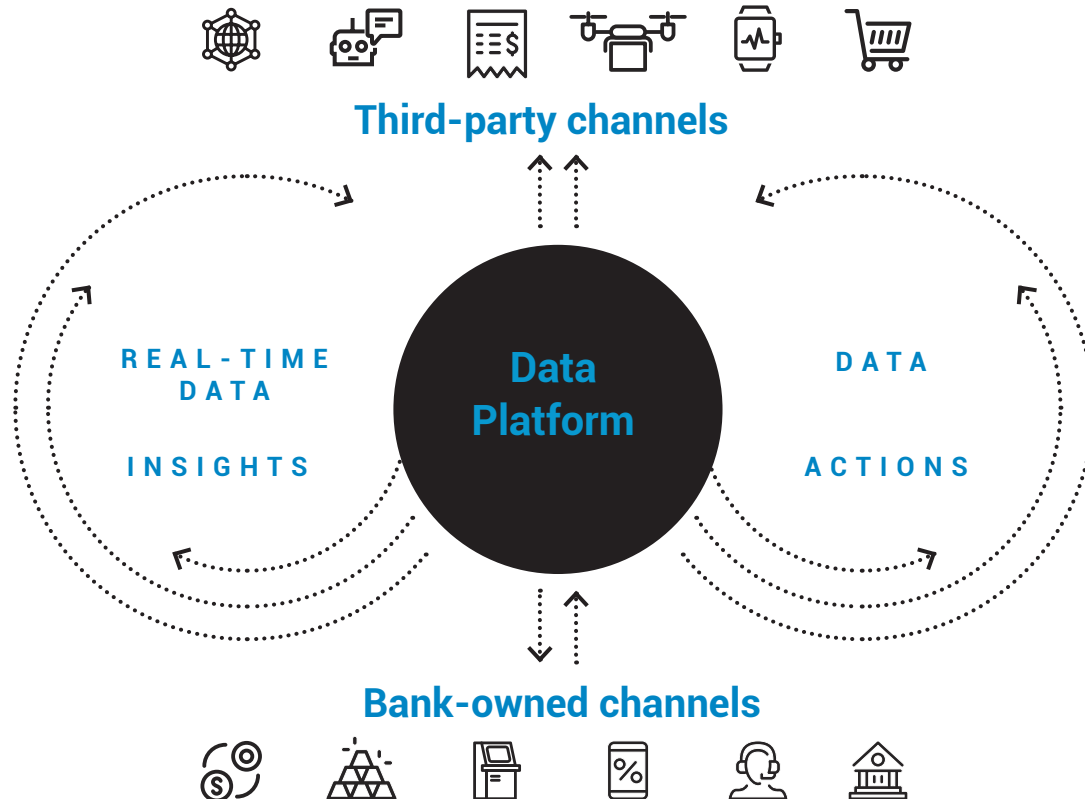 $
Third-party channels
Data
Platform
REAL-TIME
DATA
INSIGHTS
DATA
ACTIONS
Bank-owned channels
$
%